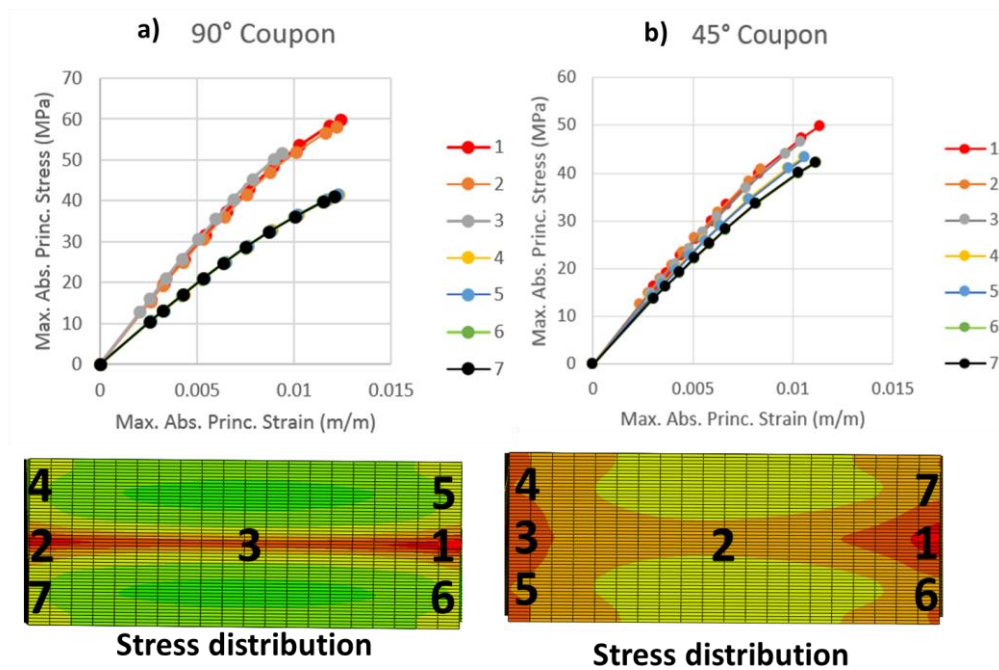 a) 90° Coupon
70
60
50
40
30
20
10
0
Max. Abs. Princ. Stress (MPa)
0 0.005 0.01 0.015
Max. Abs. Princ. Strain (m/m)
1
2
3
4
5
6
7
b) 45° Coupon
60
50
40
30
20
10
0
Max. Abs. Princ. Stress (MPa)
0 0.005 0.01 0.015
Max. Abs. Princ. Strain (m/m)
1
2
3
4
5
6
7
4 5
2 3 1
7 6
Stress distribution
4 7
3 2 1
5 6
Stress distribution